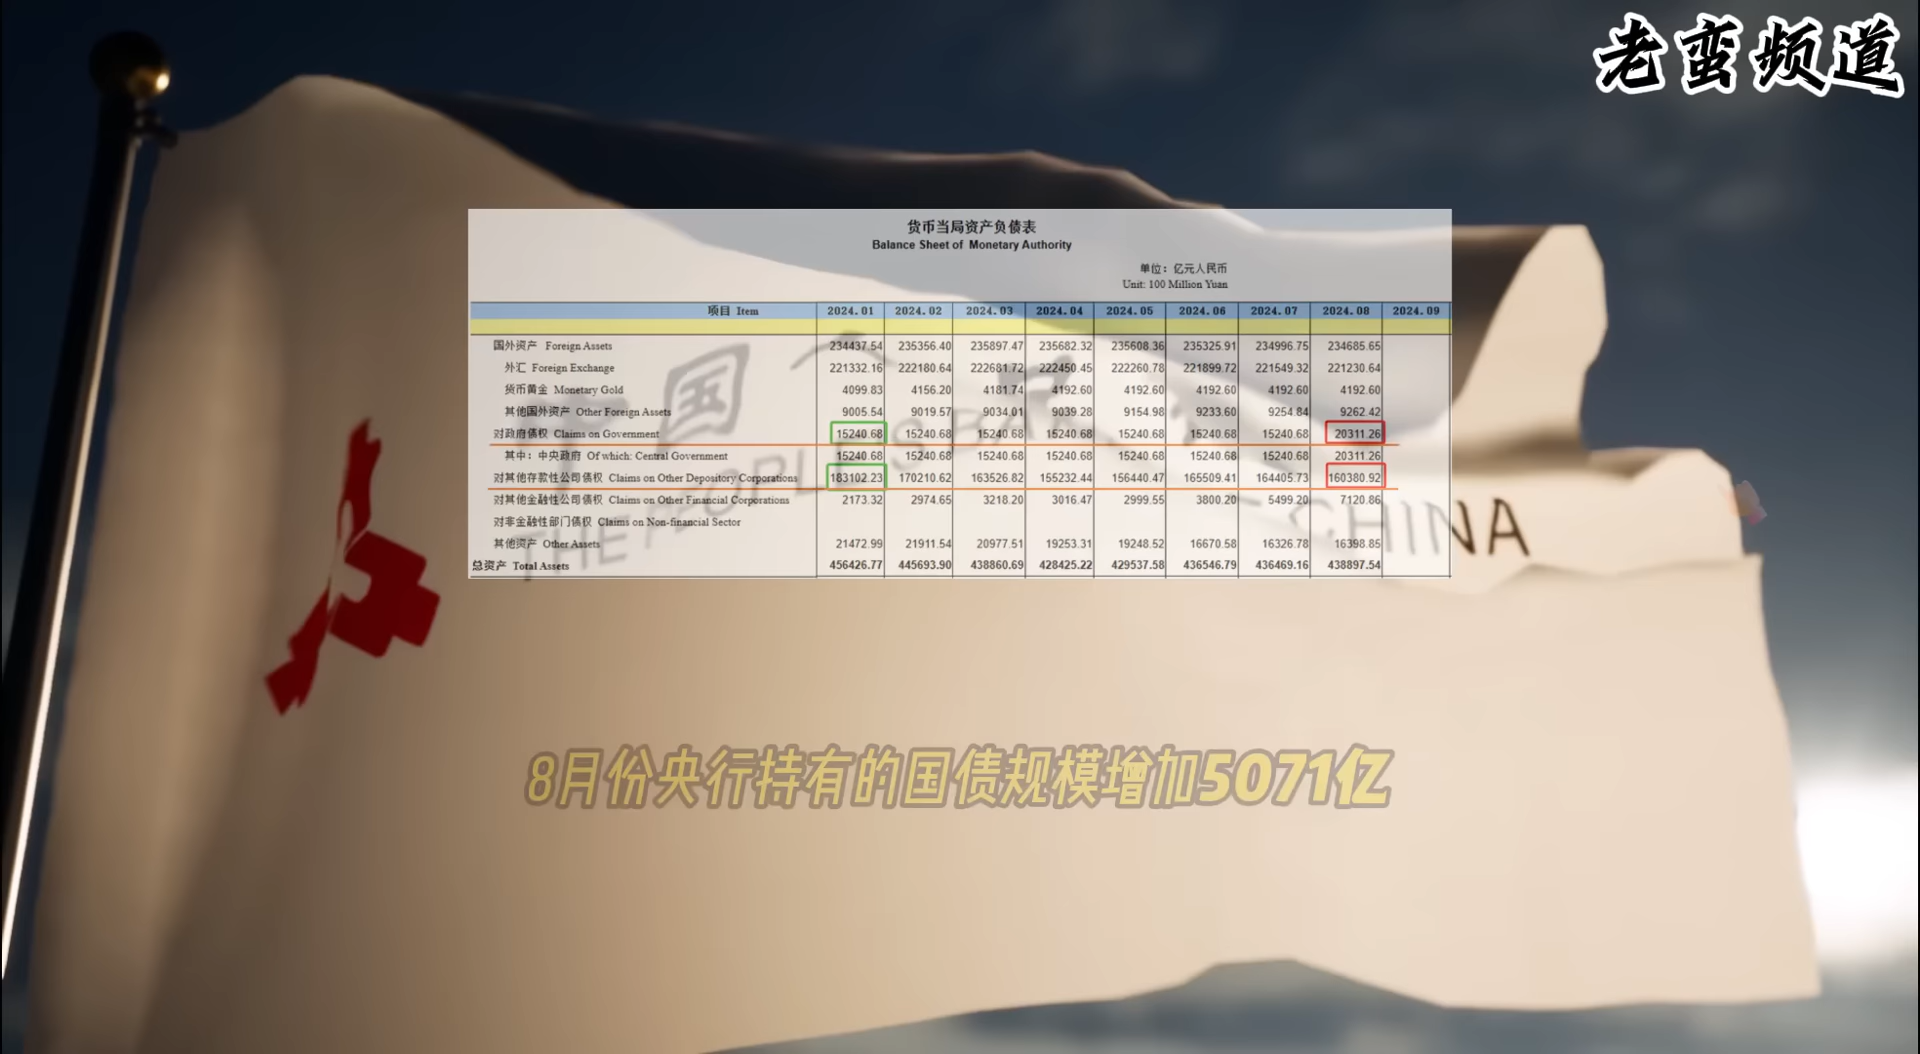 老蛮频道
货币当局资产负债表
Balance Sheet of Monetary Authority
单位：亿元人民币
Unit: 100 Million Yuan
项目 Item 2024.01 2024.02 2024.03 2024.04 2024.05 2024.06 2024.07 2024.08 2024.09
国外资产 Foreign Assets 234437.54 235356.40 235897.47 235682.32 235608.36 235325.91 234996.75 234685.65
外汇 Foreign Exchange 221332.16 222180.64 222681.72 222450.45 222260.78 221899.72 221549.32 221230.64
货币黄金 Monetary Gold 4099.83 4156.20 4181.74 4192.60 4192.60 4192.60 4192.60 4192.60
其他国外资产 Other Foreign Assets 9005.54 9019.57 9034.01 9039.28 9154.98 9233.60 9254.84 9262.42
对政府债权 Claims on Government 15240.68 15240.68 15240.68 15240.68 15240.68 15240.68 15240.68 20311.26
其中：中央政府 Of which: Central Government 15240.68 15240.68 15240.68 15240.68 15240.68 15240.68 15240.68 20311.26
对其他存款性公司债权 Claims on Other Depository Corporations 183102.23 170210.62 163526.82 155232.44 156440.47 165509.41 164405.73 160380.92
对其他金融性公司债权 Claims on Other Financial Corporations 2173.32 2974.65 3218.20 3016.47 2999.55 3800.20 5499.20 7120.86
对非金融性部门债权 Claims on Non-financial Sector
其他资产 Other Assets 21472.99 21911.54 20977.51 19253.31 19248.52 16670.58 16326.78 16398.85
总资产 Total Assets 456426.77 445693.90 438860.69 428425.22 429537.58 436546.79 436469.16 438897.54
国
THE PEOPLE'S BANK
CHINA
8月份央行持有的国债规模增加5071亿